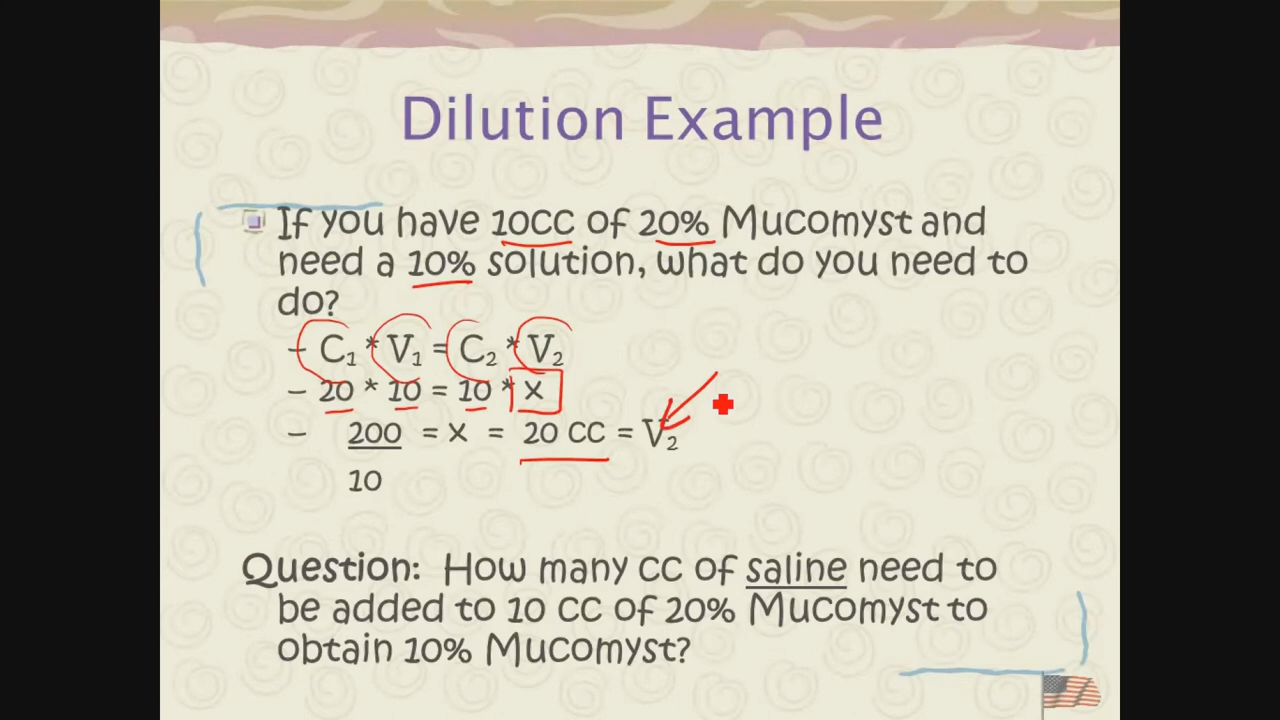 Dilution Example
If you have 10CC of 20% Mucomyst and
need a 10% solution, what do you need to
do?
– C₁ * V₁ = C₂ * V₂
– 20 * 10 = 10 * X
– 200 = X = 20 CC = V₂
10
Question: How many CC of saline need to
be added to 10 CC of 20% Mucomyst to
obtain 10% Mucomyst?